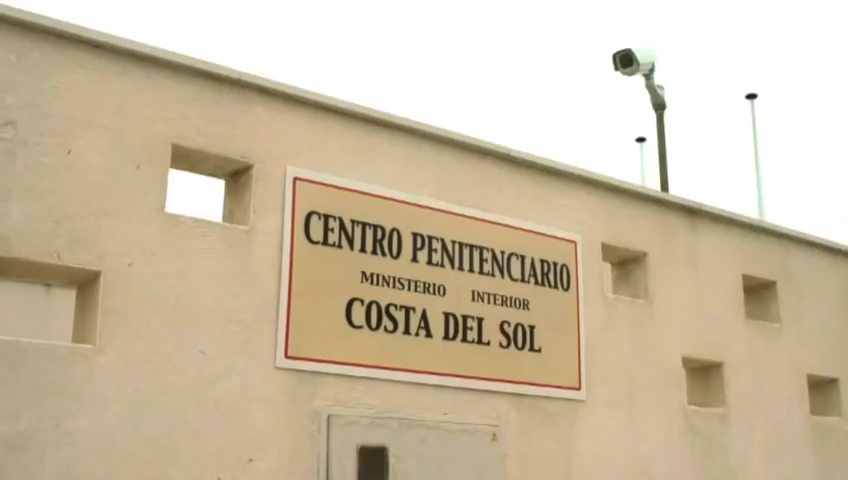 CENTRO PENITENCIARIO
MINISTERIO INTERIOR
COSTA DEL SOL